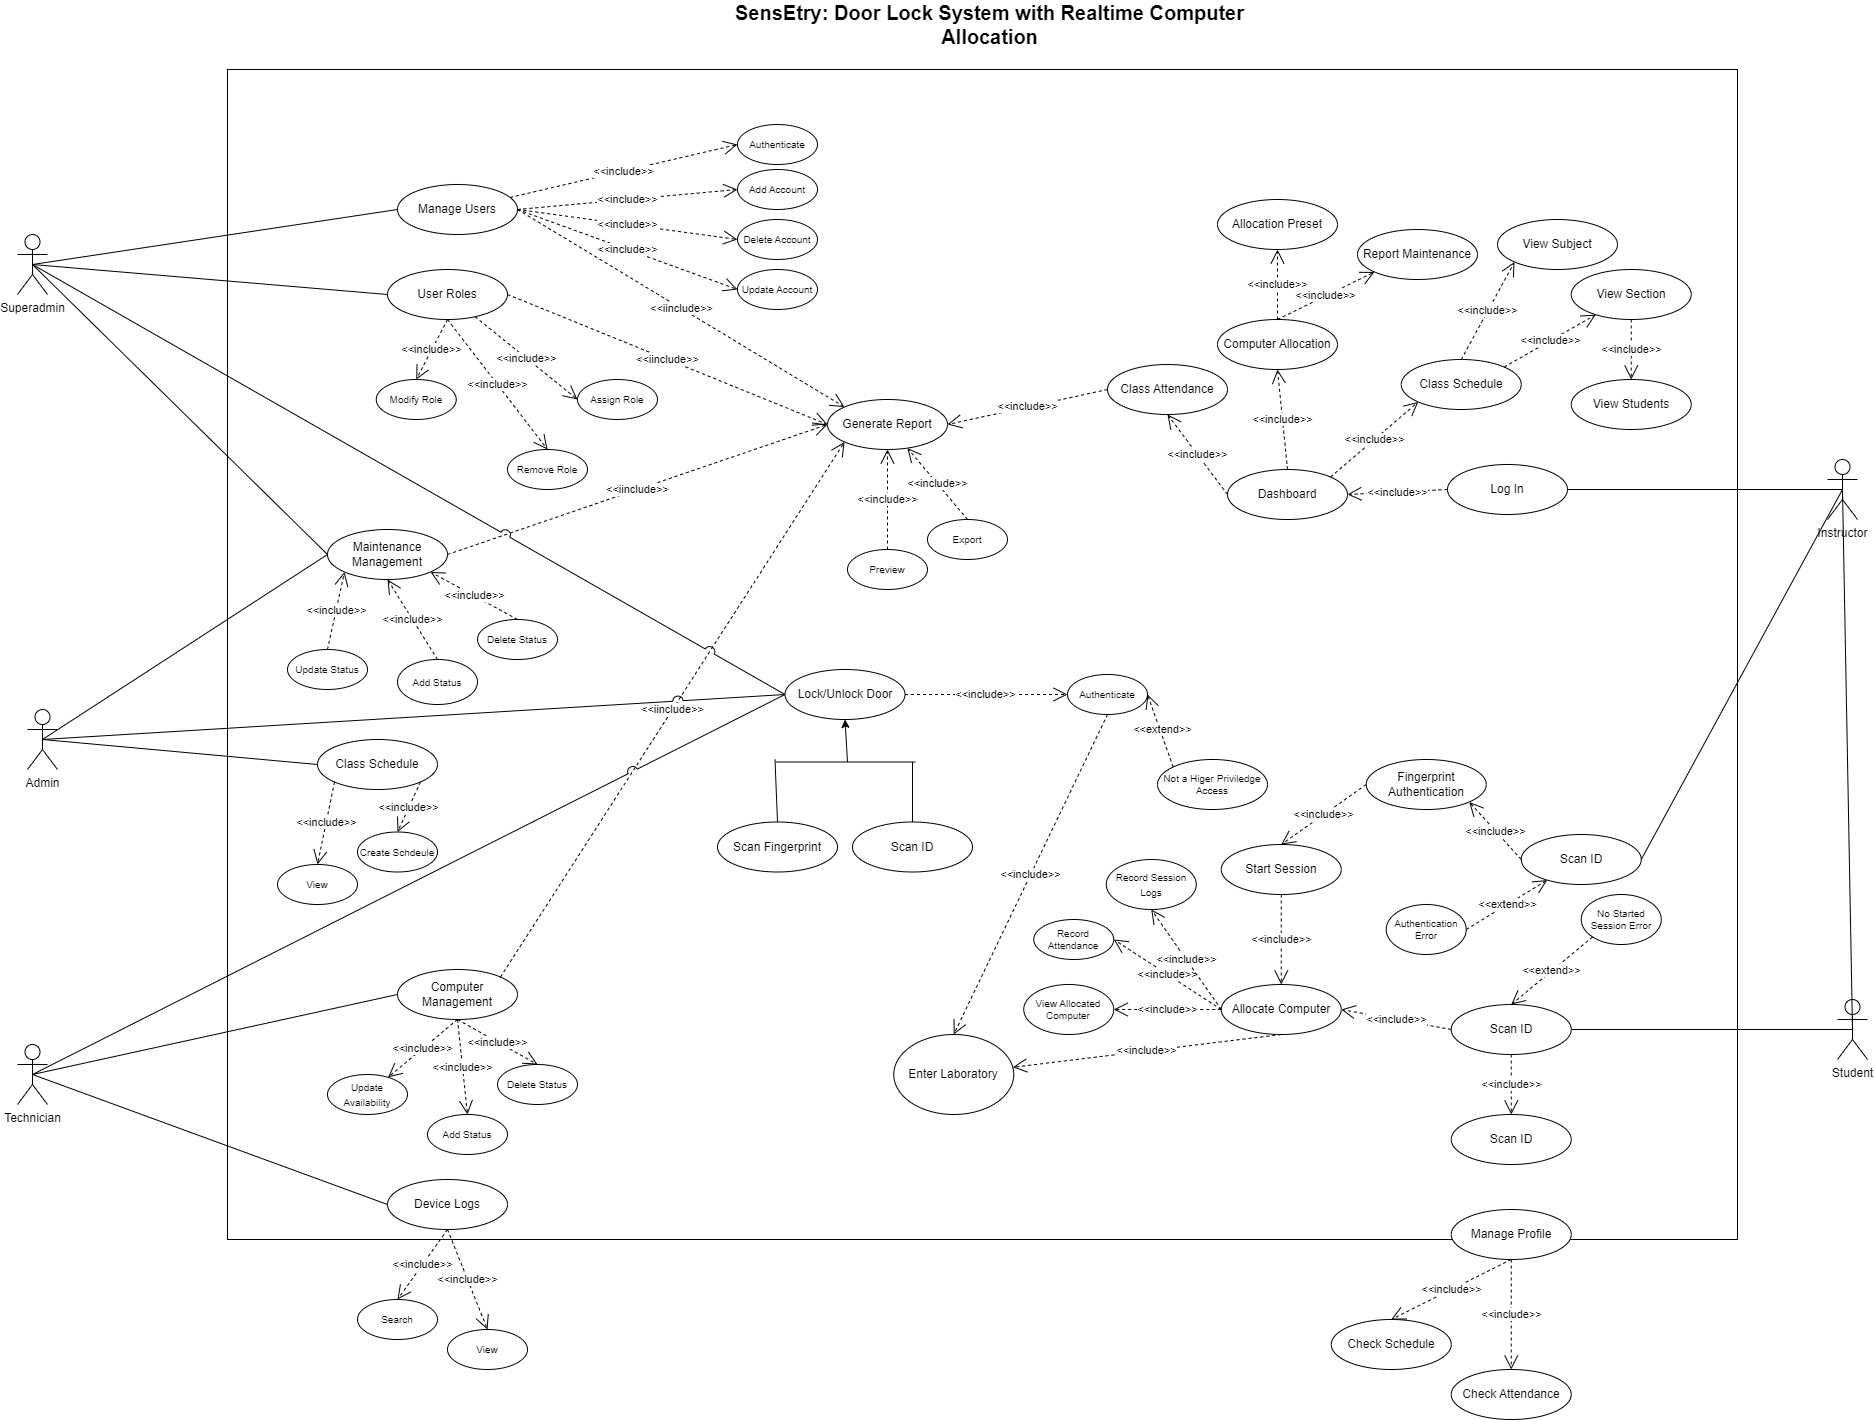 SensEtry: Door Lock System with Realtime Computer
Allocation
Authenticate
<<include>>
Add Account
Manage Users
<<include>>
<<include>>
Delete Account
<<include>>
Update Account
<<iinclude>>
Superadmin
User Roles
<<include>>
<<include>>
<<include>>
<<iinclude>>
Modify Role
Assign Role
Remove Role
Allocation Preset
Report Maintenance
<<include>>
<<include>>
Computer Allocation
View Subject
View Section
<<include>>
<<include>>
<<include>>
Class Schedule
View Students
Class Attendance
<<include>>
Generate Report
<<include>>
<<include>>
<<include>>
Dashboard
<<include>>
Log In
Instructor
<<iinclude>>
<<include>>
<<include>>
Export
Preview
Maintenance
Management
<<include>>
<<include>>
<<include>>
Delete Status
Update Status
Add Status
Lock/Unlock Door
<<include>>
Authenticate
<<iinclude>>
<<extend>>
Not a Higer Priviledge
Access
Admin
Class Schedule
<<include>>
<<include>>
Create Schdeule
View
Scan Fingerprint
Scan ID
<<include>>
Fingerprint
Authentication
<<include>>
<<include>>
Scan ID
Start Session
Record Session
Logs
<<extend>>
Authentication
Error
No Started
Session Error
Record
Attendance
<<include>>
<<include>>
<<include>>
<<extend>>
View Allocated
Computer
<<include>>
Allocate Computer
<<include>>
Scan ID
<<include>>
Enter Laboratory
Student
<<include>>
Scan ID
Computer
Management
<<include>>
<<include>>
<<include>>
Update
Availability
Delete Status
Add Status
Technician
Device Logs
<<include>>
<<include>>
Search
View
Manage Profile
<<include>>
<<include>>
Check Schedule
Check Attendance